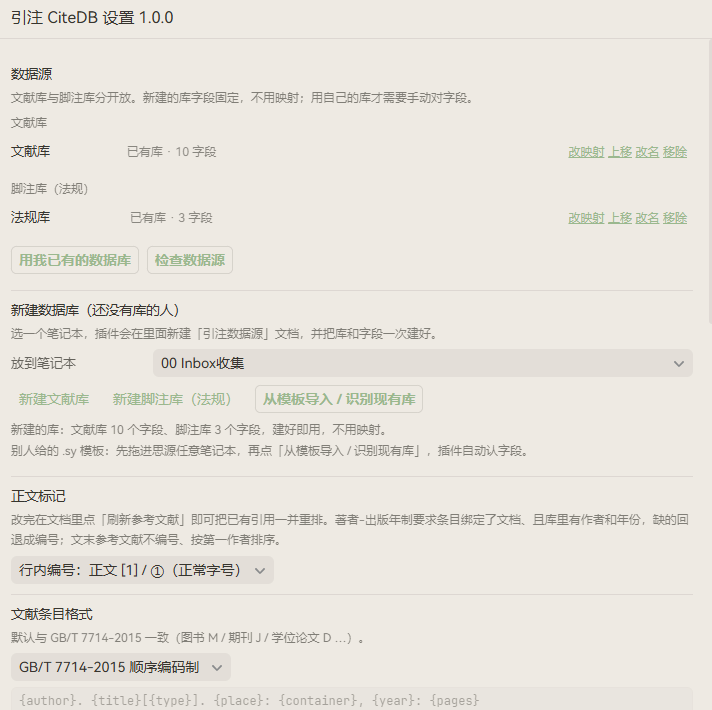 引注 CiteDB 设置 1.0.0
数据源
文献库与脚注库分开放。新建的库字段固定，不用映射；用自己的库才需要手动对字段。
文献库
文献库 已有库 · 10 字段 改映射 上移 改名 移除
脚注库（法规）
法规库 已有库 · 3 字段 改映射 上移 改名 移除
用我已有的数据库 检查数据源
新建数据库（还没有库的人）
选一个笔记本，插件会在里面新建「引注数据源」文档，并把库和字段一次建好。
放到笔记本 00 Inbox收集
新建文献库 新建脚注库（法规） 从模板导入 / 识别现有库
新建的库：文献库 10 个字段、脚注库 3 个字段，建好即用，不用映射。
别人给的 .sy 模板：先拖进思源任意笔记本，再点「从模板导入 / 识别现有库」，插件自动认字段。
正文标记
改完在文档里点「刷新参考文献」即可把已有引用一并重排。著者-出版年制要求条目绑定了文档、且库里有作者和年份，缺的回
退成编号；文末参考文献不编号、按第一作者排序。
行内编号：正文 [1] / ①（正常字号）
文献条目格式
默认与 GB/T 7714-2015 一致（图书 M / 期刊 J / 学位论文 D …）。
GB/T 7714-2015 顺序编码制
{author}. {title}[{type}]. {place}: {container}, {year}: {pages}